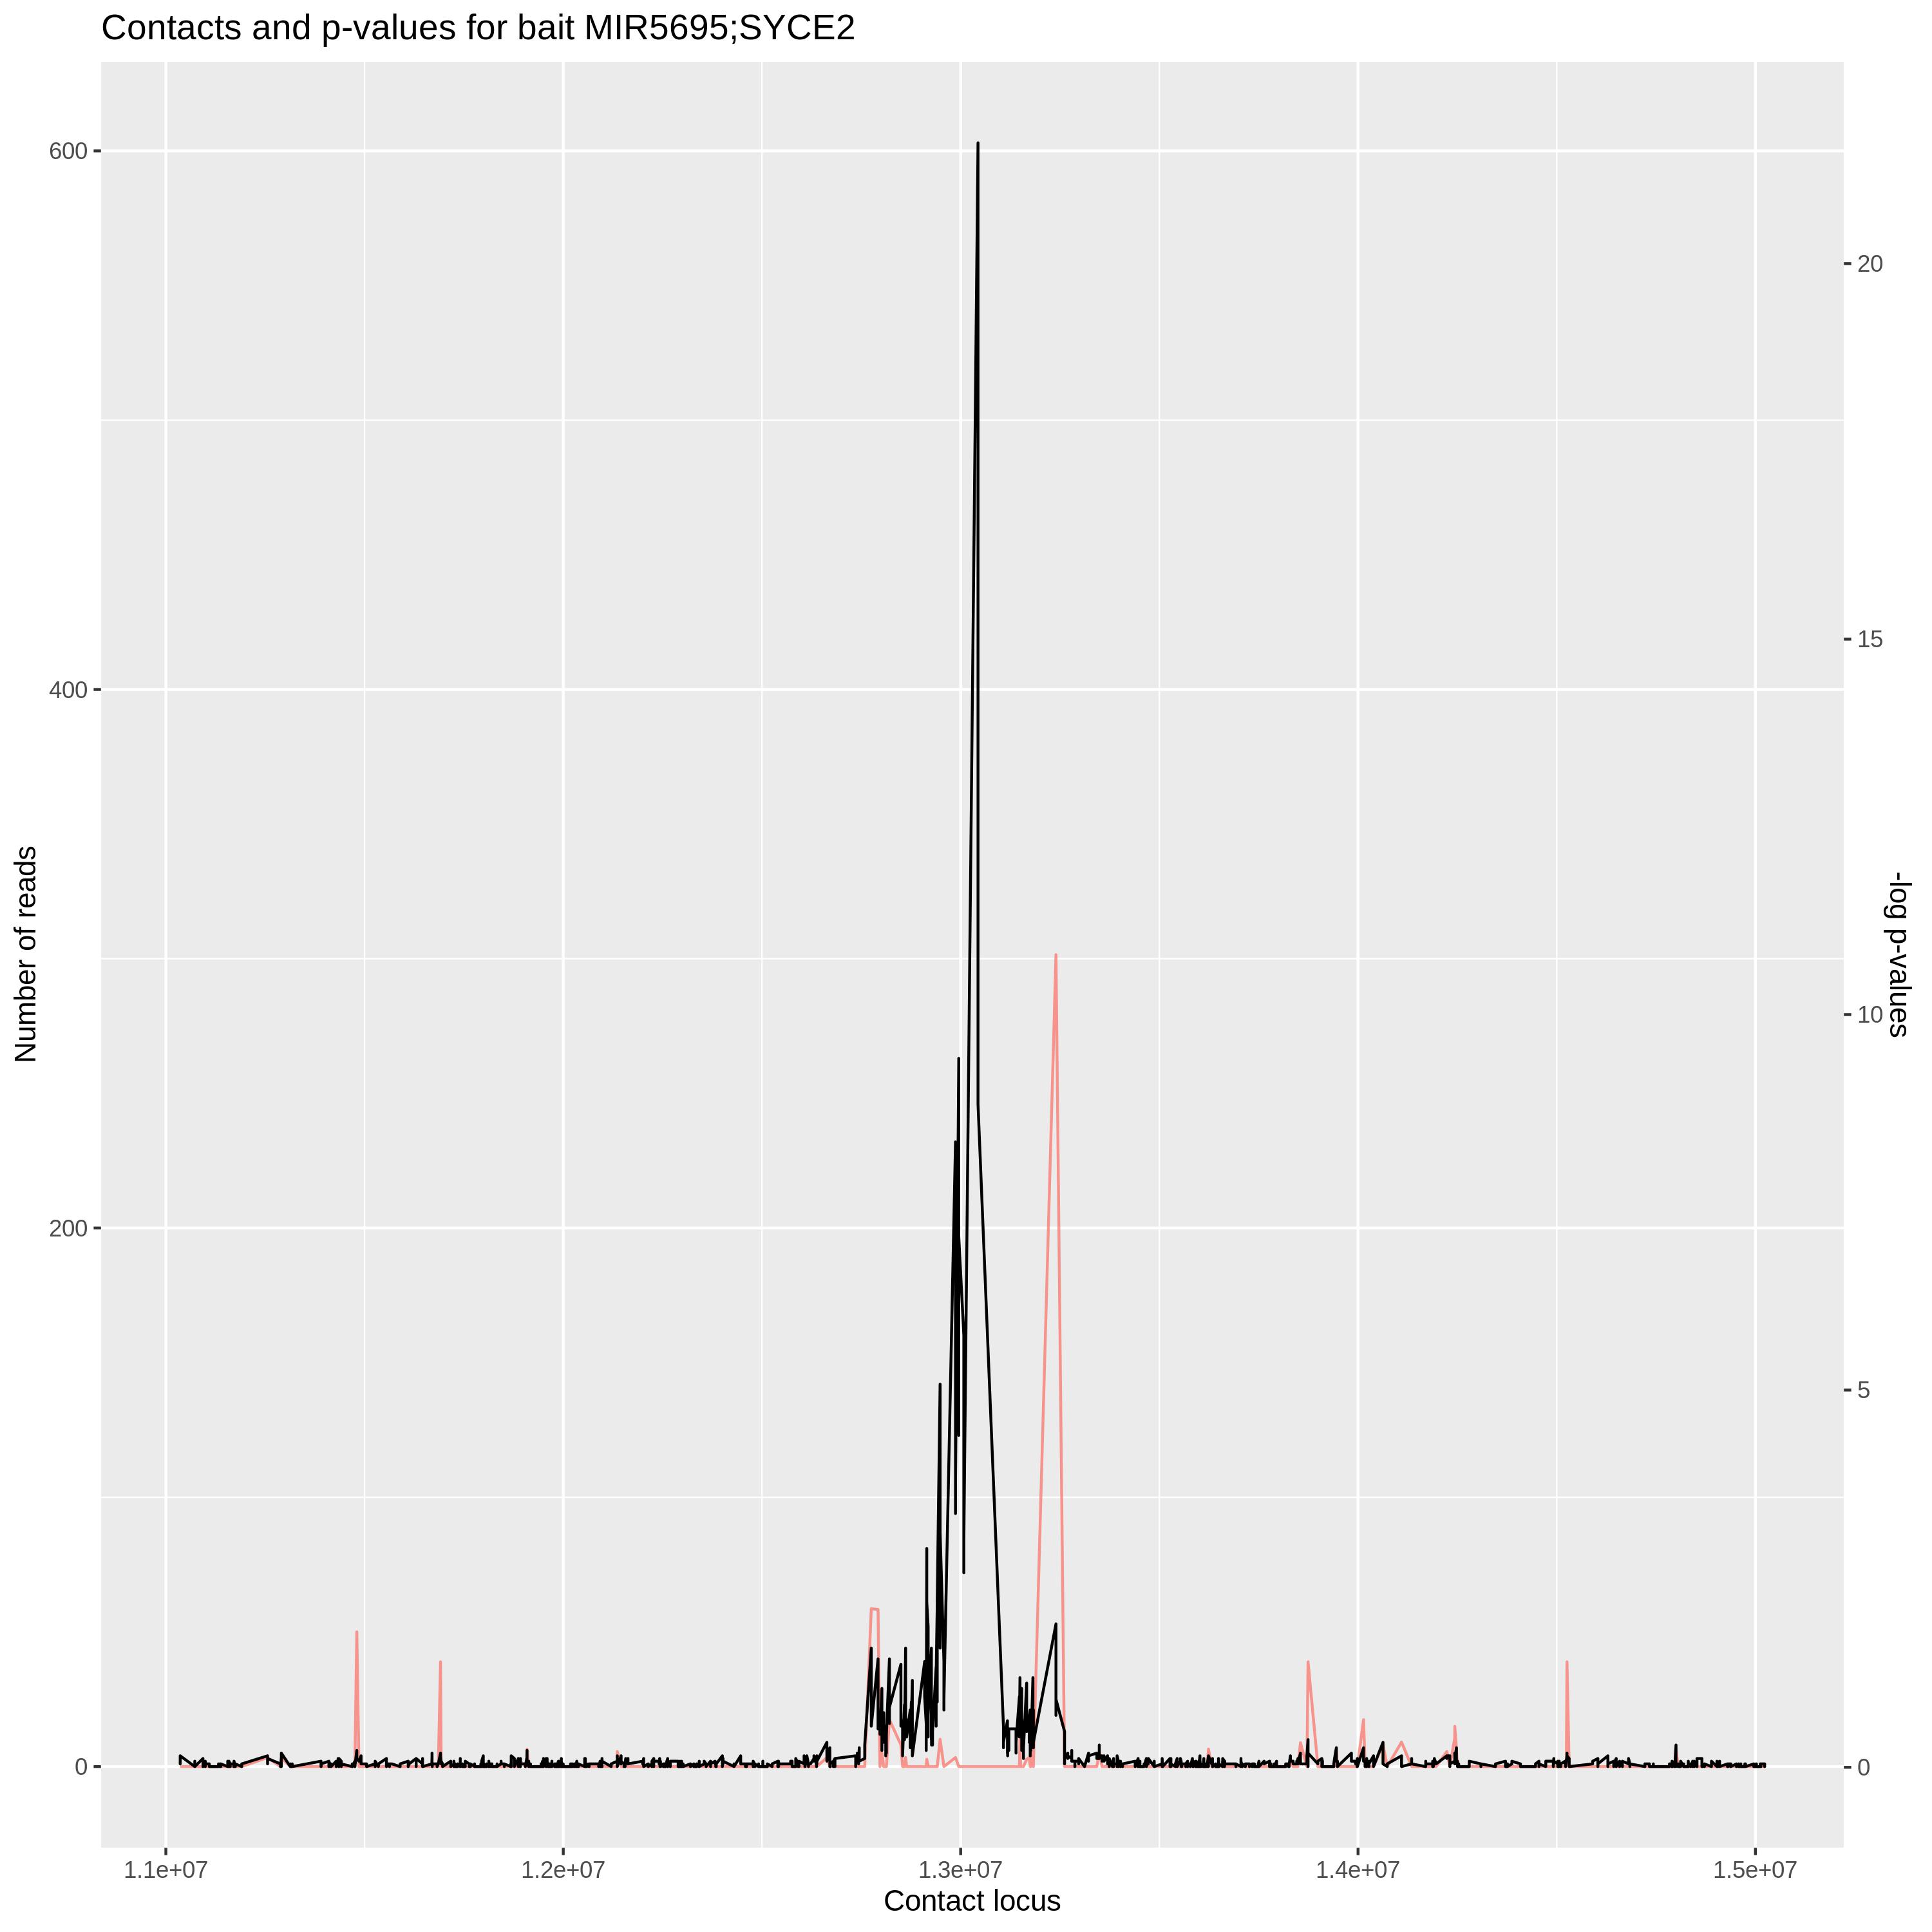 Contacts and p-values for bait MIR5695;SYCE2
600
400
200
0
Number of reads
20
15
10
5
0
-log p-values
1.1e+07
1.2e+07
1.3e+07
1.4e+07
1.5e+07
Contact locus